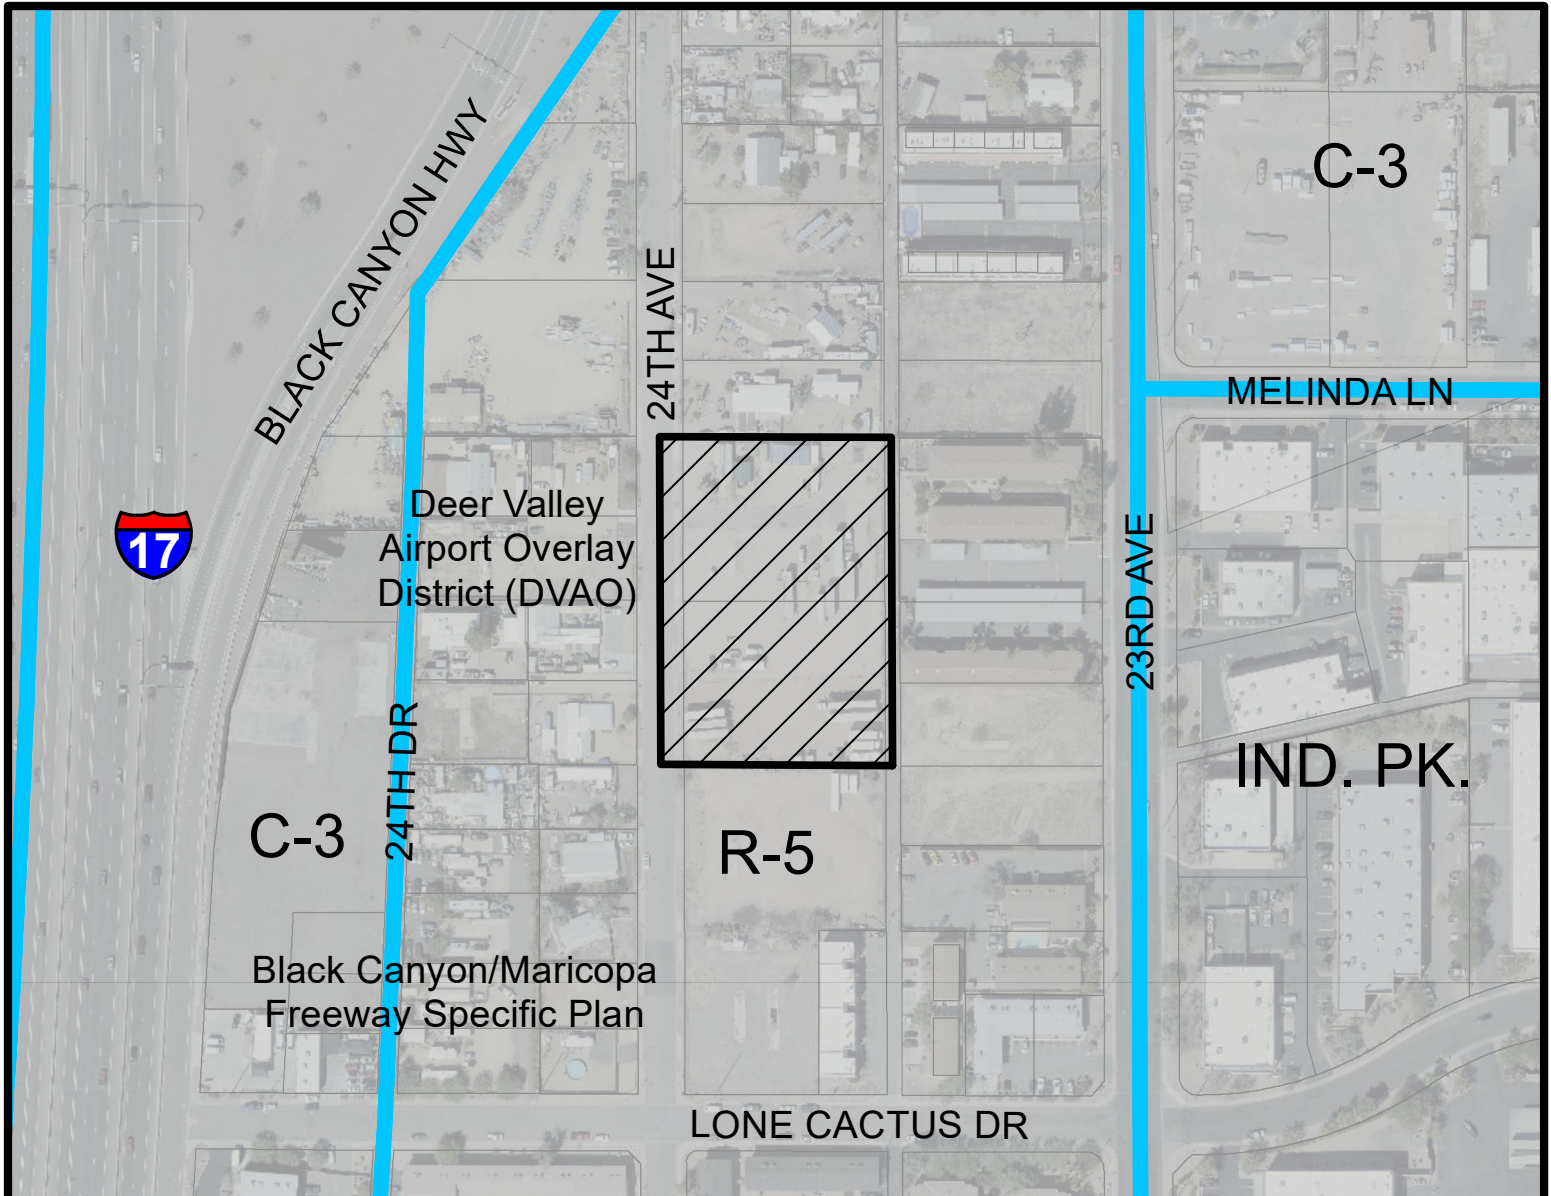 C-3
BLACK CANYON HWY
24TH AVE
MELINDA LN
17
Deer Valley
Airport Overlay
District (DVAO)
23RD AVE
24TH DR
IND. PK.
C-3
R-5
Black Canyon/Maricopa
Freeway Specific Plan
LONE CACTUS DR